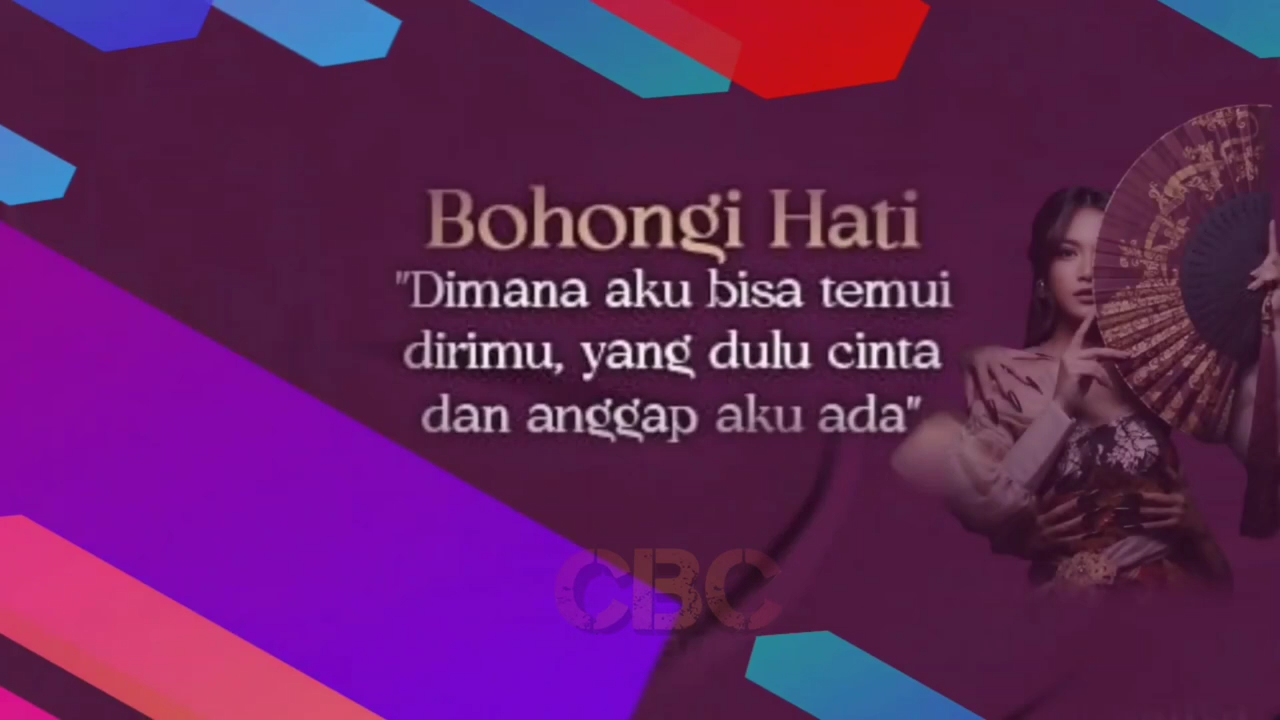 Bohongi Hati
"Dimana aku bisa temui
dirimu, yang dulu cinta
dan anggap aku ada"
CBC